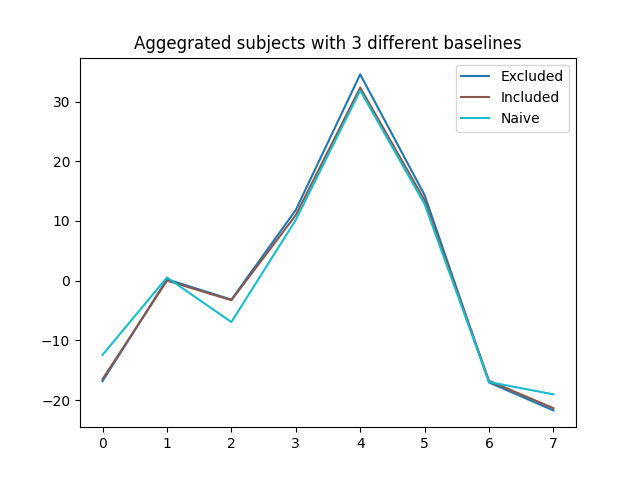 Aggegrated subjects with 3 different baselines
Excluded
Included
Naive
30
20
10
0
−10
−20
0 1 2 3 4 5 6 7